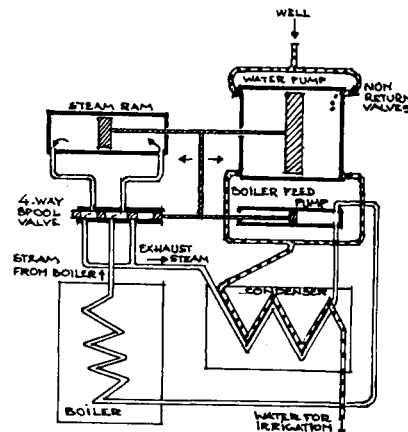 WELL
WATER PUMP
NON
RETURN
VALVES
STEAM RAM
BOILER FEED
PUMP
4-WAY
SPOOL
VALVE
EXHAUST
STEAM
STEAM
FROM BOILER
CONDENSER
BOILER
WATER FOR
IRRIGATION